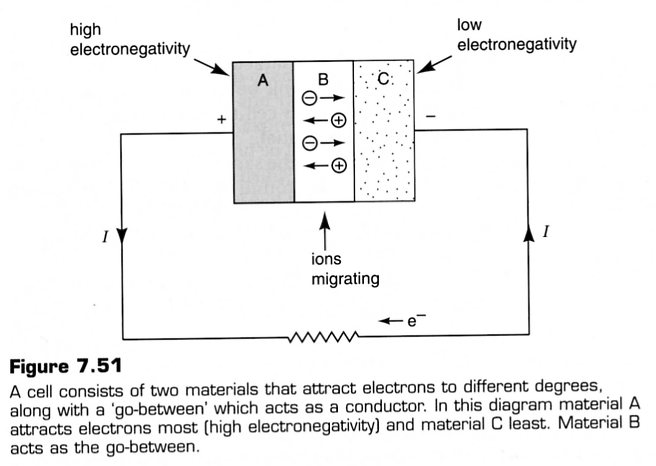 high
electronegativity
low
electronegativity
A
B
C
+
−
⊖
⊕
⊖
⊕
I
I
ions
migrating
e⁻
Figure 7.51
A cell consists of two materials that attract electrons to different degrees,
along with a 'go-between' which acts as a conductor. In this diagram material A
attracts electrons most (high electronegativity) and material C least. Material B
acts as the go-between.